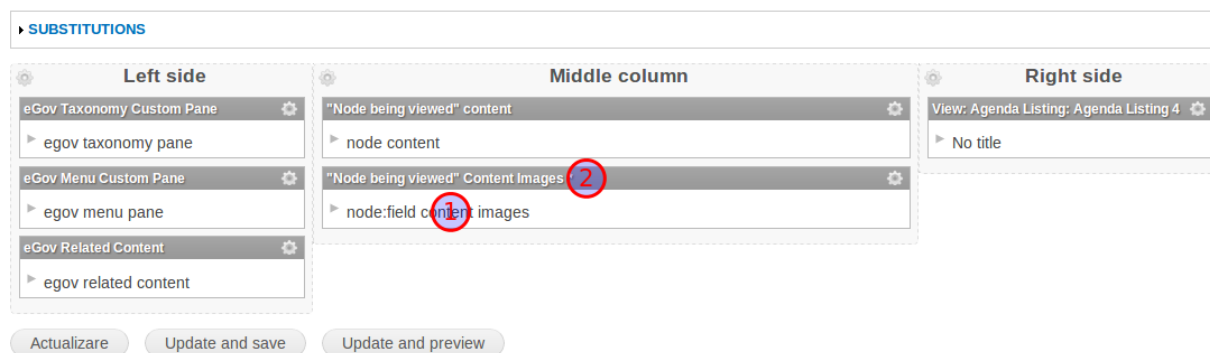 SUBSTITUTIONS
Left side
eGov Taxonomy Custom Pane
egov taxonomy pane
eGov Menu Custom Pane
egov menu pane
eGov Related Content
egov related content
Middle column
"Node being viewed" content
node content
"Node being viewed" Content Images 2
node:field content images
1
Right side
View: Agenda Listing: Agenda Listing 4
No title
Actualizare Update and save Update and preview